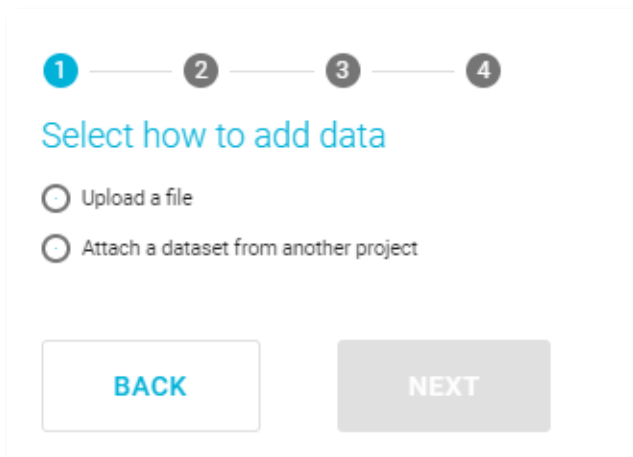 1 2 3 4
Select how to add data
Upload a file
Attach a dataset from another project
BACK NEXT